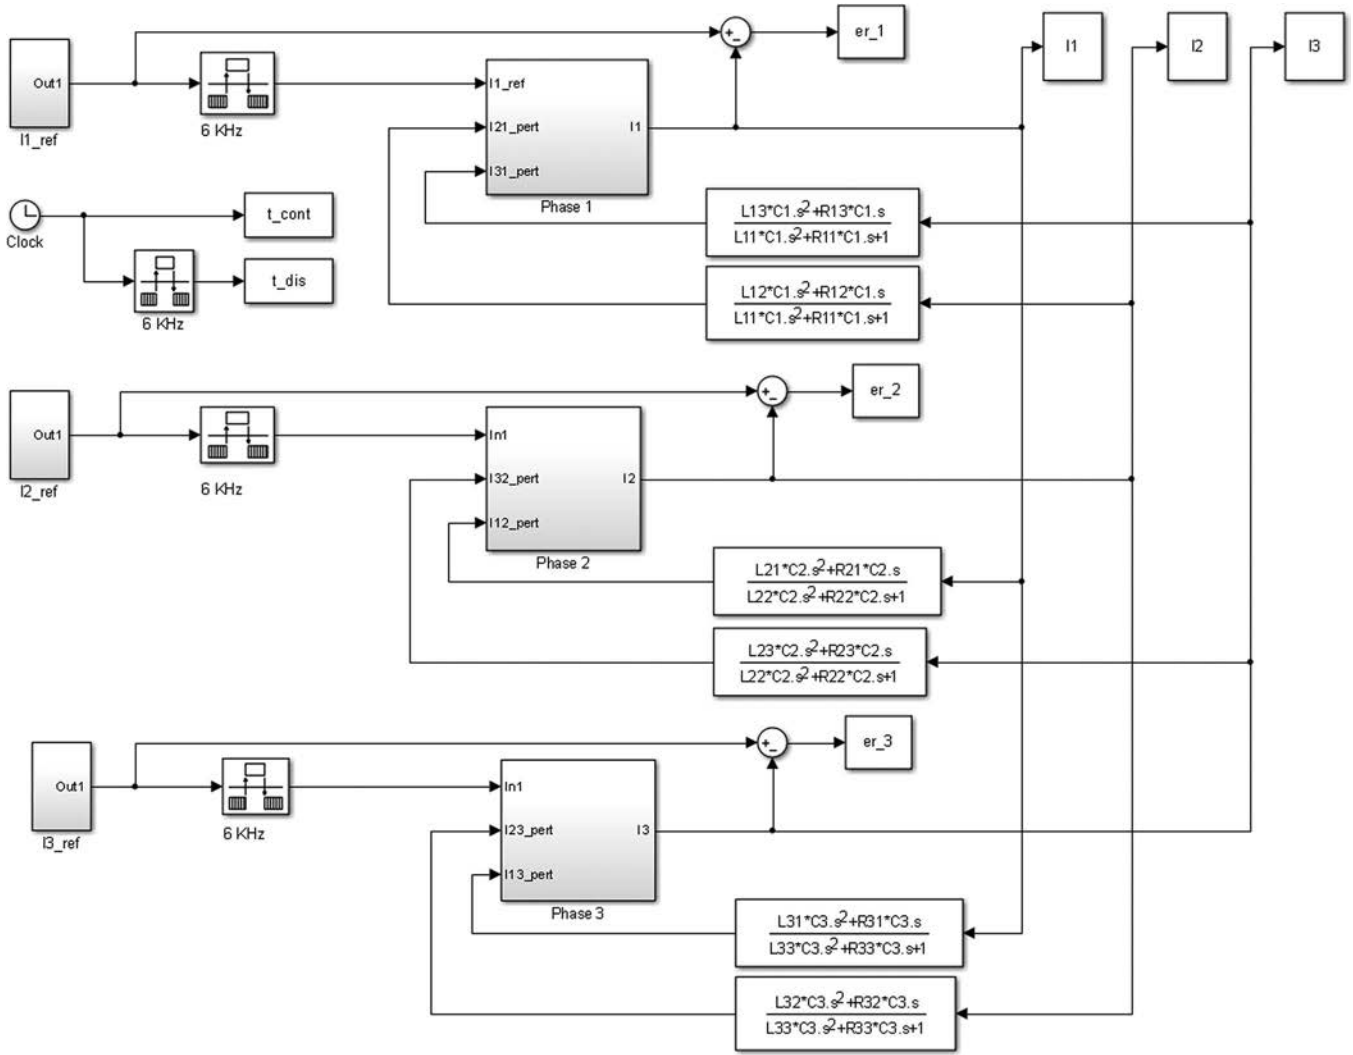 er_1
I1
I2
I3
Out1
I1_ref
6 KHz
I1_ref
I21_pert
I31_pert
I1
Phase 1
Clock
t_cont
t_dis
6 KHz
L13*C1.s²+R13*C1.s
L11*C1.s²+R11*C1.s+1
L12*C1.s²+R12*C1.s
L11*C1.s²+R11*C1.s+1
er_2
Out1
I2_ref
6 KHz
In1
I32_pert
I12_pert
I2
Phase 2
L21*C2.s²+R21*C2.s
L22*C2.s²+R22*C2.s+1
L23*C2.s²+R23*C2.s
L22*C2.s²+R22*C2.s+1
er_3
Out1
I3_ref
6 KHz
In1
I23_pert
I13_pert
I3
Phase 3
L31*C3.s²+R31*C3.s
L33*C3.s²+R33*C3.s+1
L32*C3.s²+R32*C3.s
L33*C3.s²+R33*C3.s+1